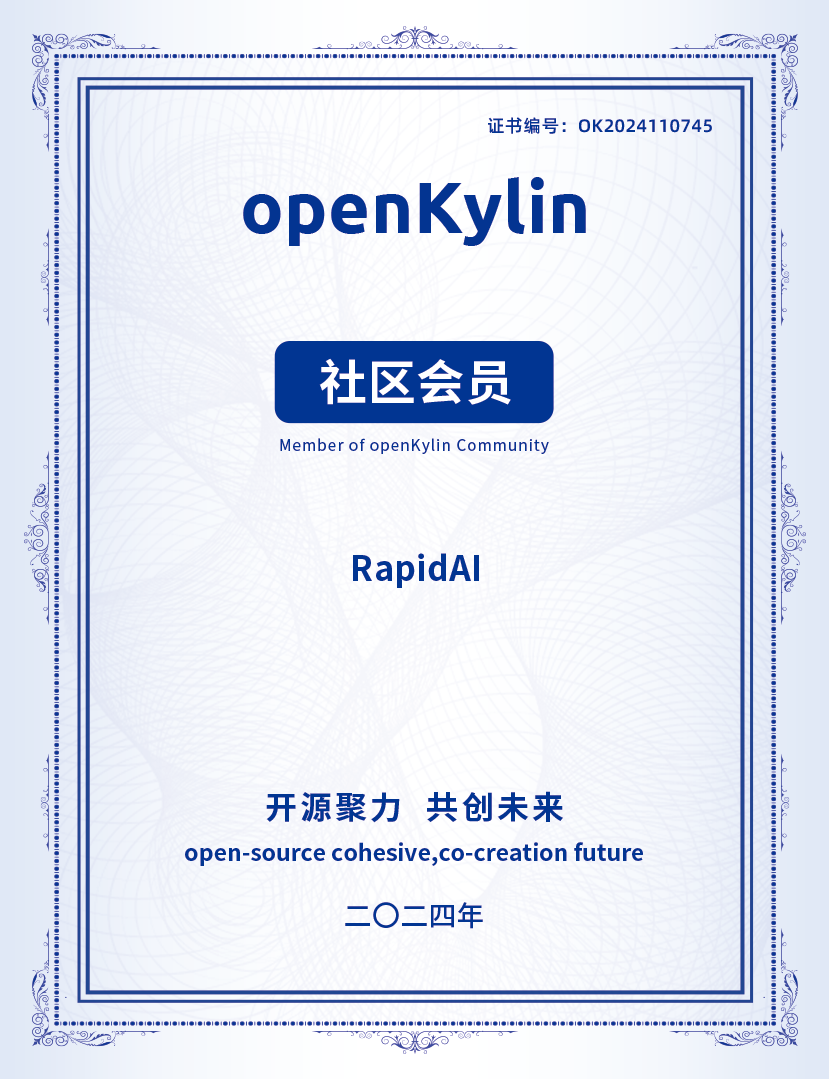 证书编号：OK2024110745
openKylin
社区会员
Member of openKylin Community
RapidAI
开源聚力 共创未来
open-source cohesive,co-creation future
二〇二四年